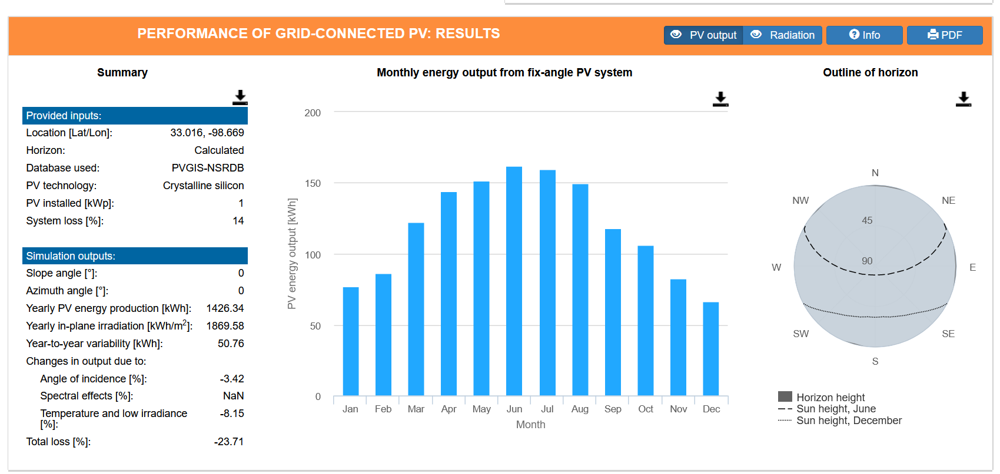 PERFORMANCE OF GRID-CONNECTED PV: RESULTS
PV output
Radiation
Info
PDF
Summary
Provided inputs:
Location [Lat/Lon]: 33.016, -98.669
Horizon: Calculated
Database used: PVGIS-NSRDB
PV technology: Crystalline silicon
PV installed [kWp]: 1
System loss [%]: 14
Simulation outputs:
Slope angle [°]: 0
Azimuth angle [°]: 0
Yearly PV energy production [kWh]: 1426.34
Yearly in-plane irradiation [kWh/m²]: 1869.58
Year-to-year variability [kWh]: 50.76
Changes in output due to:
Angle of incidence [%]: -3.42
Spectral effects [%]: NaN
Temperature and low irradiance -8.15
[%]:
Total loss [%]: -23.71
Monthly energy output from fix-angle PV system
PV energy output [kWh]
200
150
100
50
0
Jan Feb Mar Apr May Jun Jul Aug Sep Oct Nov Dec
Month
Outline of horizon
N
NW NE
45
90
W E
SW SE
S
Horizon height
Sun height, June
Sun height, December